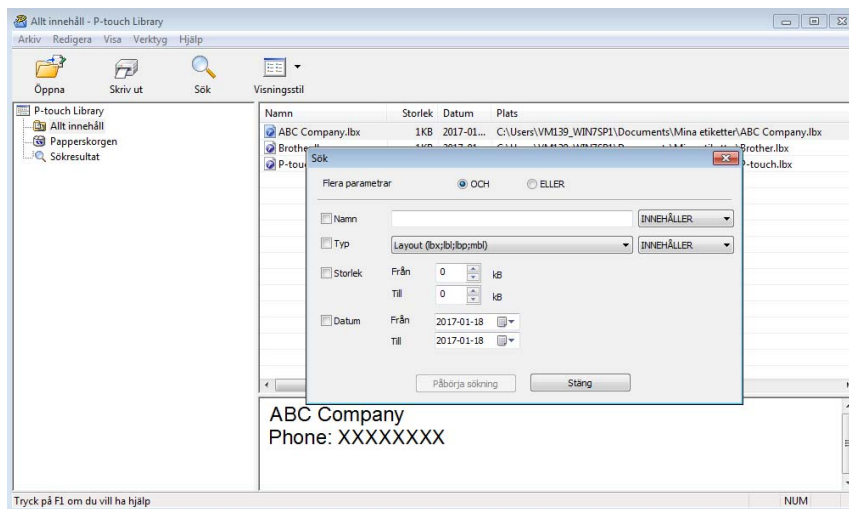 Allt innehåll - P-touch Library
Arkiv Redigera Visa Verktyg Hjälp
Öppna Skriv ut Sök Visningsstil
P-touch Library
Allt innehåll
Papperskorgen
Sökresultat
Namn Storlek Datum Plats
ABC Company.lbx 1KB 2017-01... C:\Users\VM139_WIN7SP1\Documents\Mina etiketter\ABC Company.lbx
Brother.lbx
P-touch.lbx
Sök
Flera parametrar OCH ELLER
Namn INNEHÅLLER
Typ Layout (lbx;lbl;lbp;mbl) INNEHÅLLER
Storlek Från 0 kB
Till 0 kB
Datum Från 2017-01-18
Till 2017-01-18
Påbörja sökning Stäng
ABC Company
Phone: XXXXXXXX
Tryck på F1 om du vill ha hjälp NUM